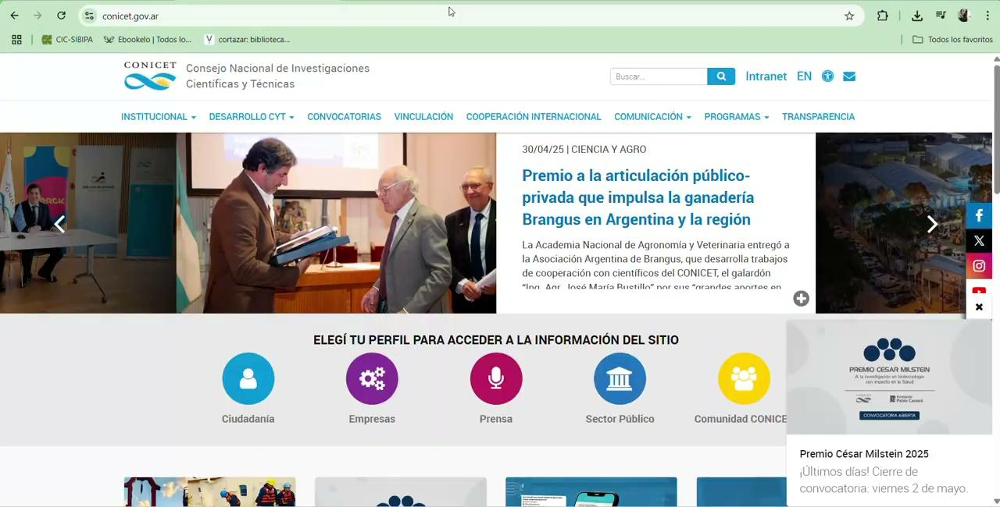 conicet.gov.ar
CIC-SIBIPA
Ebookelo | Todos lo...
cortazar: biblioteca...
Todos los favoritos
CONICET
Consejo Nacional de Investigaciones
Científicas y Técnicas
Buscar...
Intranet
EN
INSTITUCIONAL
DESARROLLO CYT
CONVOCATORIAS
VINCULACIÓN
COOPERACIÓN INTERNACIONAL
COMUNICACIÓN
PROGRAMAS
TRANSPARENCIA
30/04/25 | CIENCIA Y AGRO
Premio a la articulación público-
privada que impulsa la ganadería
Brangus en Argentina y la región
La Academia Nacional de Agronomía y Veterinaria entregó a
la Asociación Argentina de Brangus, que desarrolla trabajos
de cooperación con científicos del CONICET, el galardón
“Ing. Agr. José María Bustillo” por sus “grandes aportes en
ELEGÍ TU PERFIL PARA ACCEDER A LA INFORMACIÓN DEL SITIO
Ciudadanía
Empresas
Prensa
Sector Público
Comunidad CONICE
PREMIO CÉSAR MILSTEIN
A la investigación en biotecnología
con impacto en la Salud
Fundación
Pablo Cassará
CONVOCATORIA ABIERTA
Premio César Milstein 2025
¡Últimos días! Cierre de
convocatoria: viernes 2 de mayo.